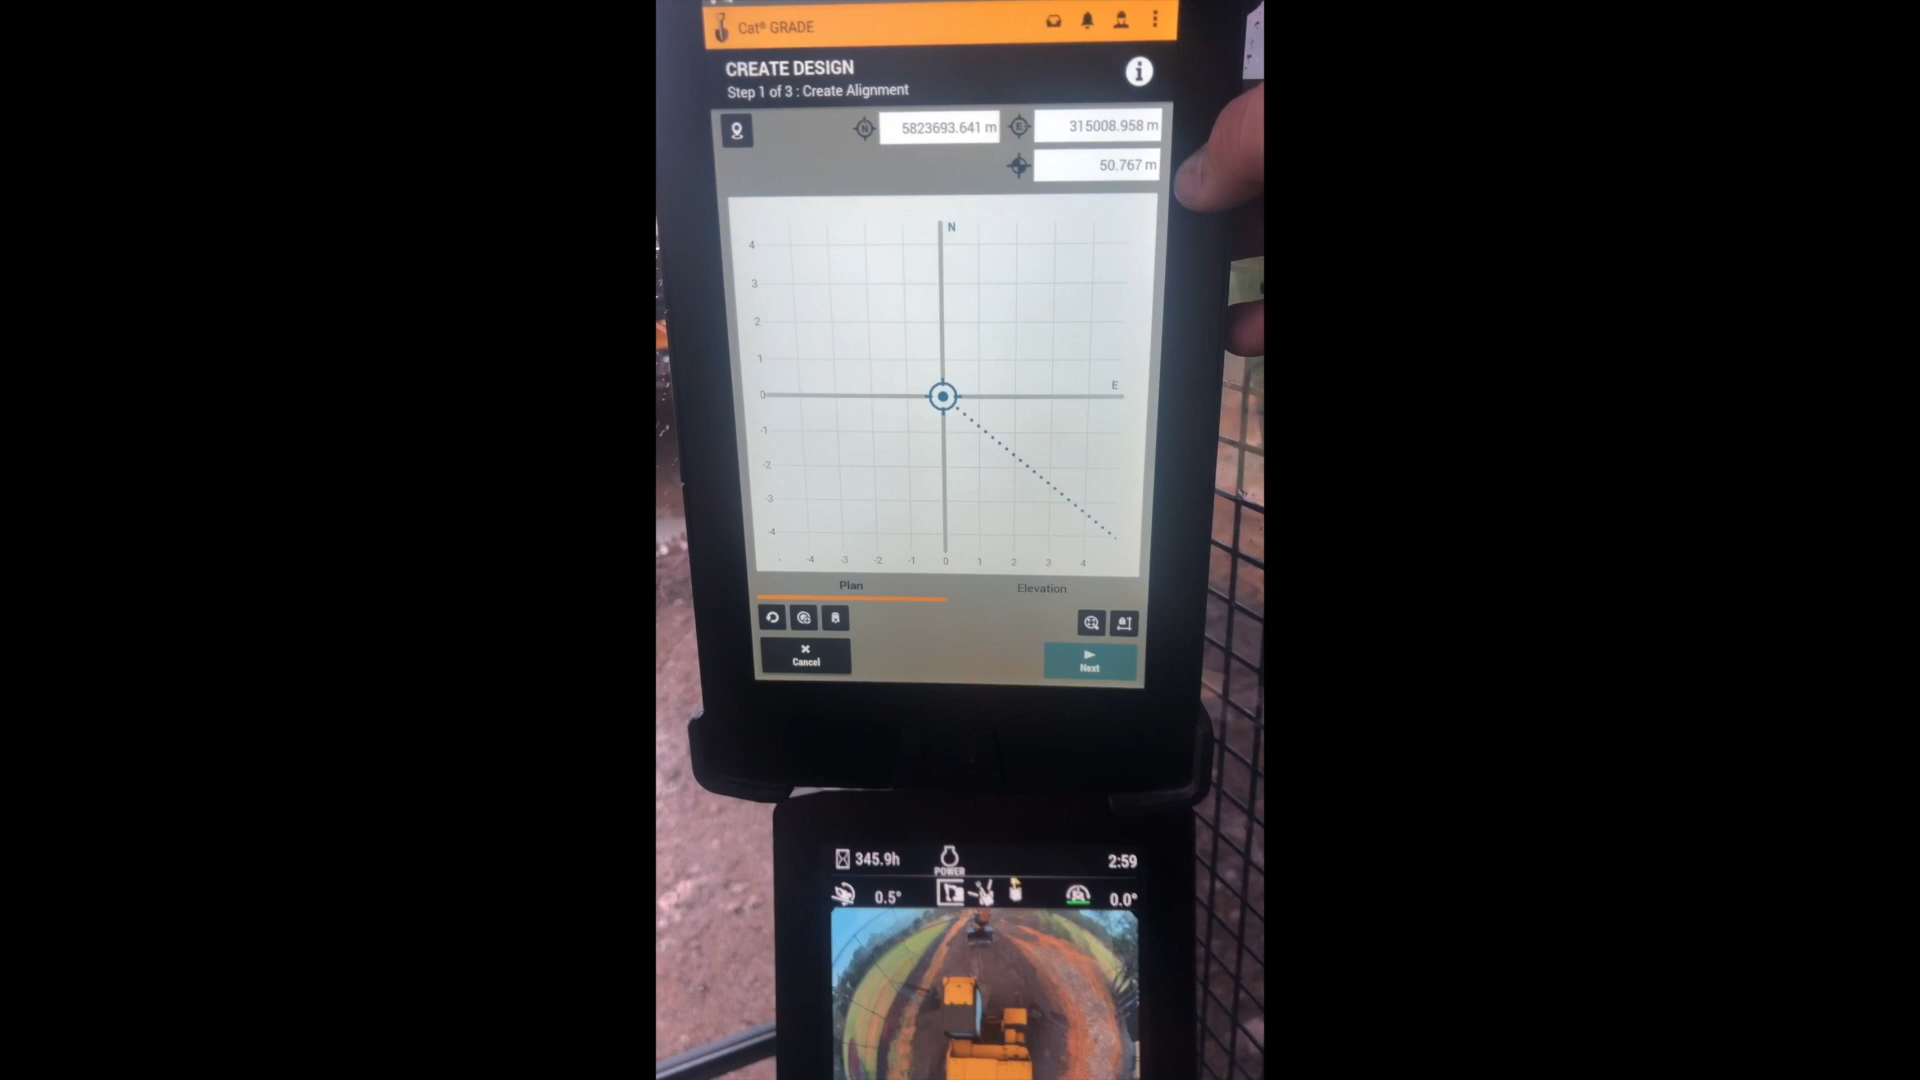 Cat® GRADE
CREATE DESIGN
Step 1 of 3 : Create Alignment
N 5823693.641 m E 315008.958 m
50.767 m
N
4
3
2
1
E
0
-1
-2
-3
-4
-4 -3 -2 -1 0 1 2 3 4
Plan Elevation
Cancel Next
345.9h 2:59
POWER
0.5° 0.0°